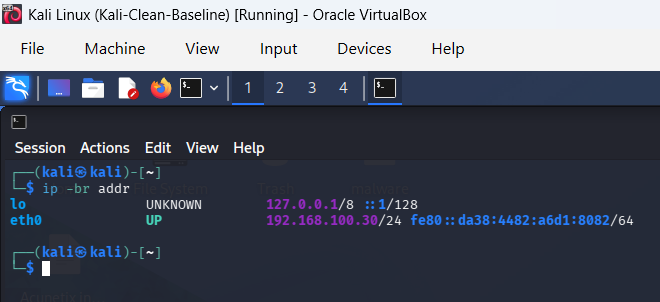 Kali Linux (Kali-Clean-Baseline) [Running] - Oracle VirtualBox
File Machine View Input Devices Help
1 2 3 4
Session Actions Edit View Help
┌──(kali㉿kali)-[~]
└─$ ip -br addr
lo UNKNOWN 127.0.0.1/8 ::1/128
eth0 UP 192.168.100.30/24 fe80::da38:4482:a6d1:8082/64
┌──(kali㉿kali)-[~]
└─$